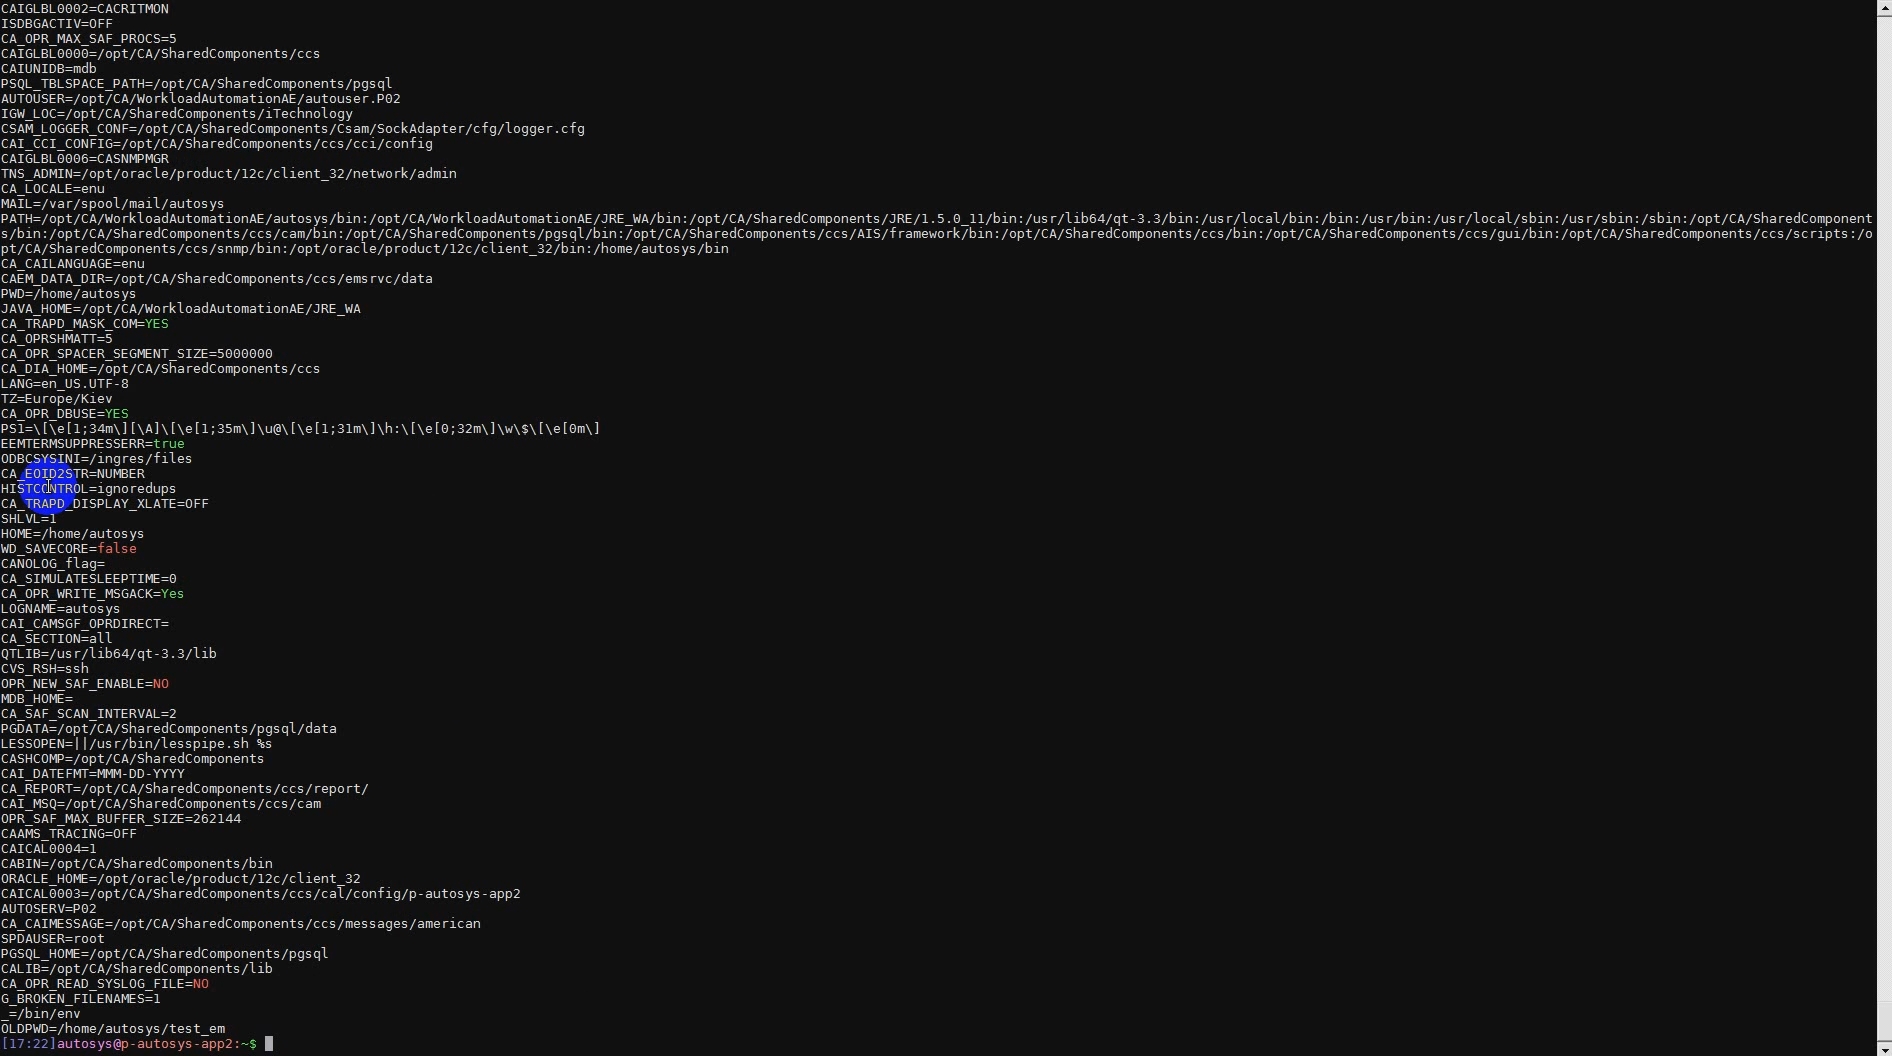 CAIGLBL0002=CACRITMON
ISDBGACTIV=OFF
CA_OPR_MAX_SAF_PROCS=5
CAIGLBL0000=/opt/CA/SharedComponents/ccs
CAIUNIDB=mdb
PSQL_TBLSPACE_PATH=/opt/CA/SharedComponents/pgsql
AUTOUSER=/opt/CA/WorkloadAutomationAE/autouser.P02
IGW_LOC=/opt/CA/SharedComponents/iTechnology
CSAM_LOGGER_CONF=/opt/CA/SharedComponents/Csam/SockAdapter/cfg/logger.cfg
CAI_CCI_CONFIG=/opt/CA/SharedComponents/ccs/cci/config
CAIGLBL0006=CASNMPMGR
TNS_ADMIN=/opt/oracle/product/12c/client_32/network/admin
CA_LOCALE=enu
MAIL=/var/spool/mail/autosys
PATH=/opt/CA/WorkloadAutomationAE/autosys/bin:/opt/CA/WorkloadAutomationAE/JRE_WA/bin:/opt/CA/SharedComponents/JRE/1.5.0_11/bin:/usr/lib64/qt-3.3/bin:/usr/local/bin:/bin:/usr/bin:/usr/local/sbin:/usr/sbin:/sbin:/opt/CA/SharedComponent
s/bin:/opt/CA/SharedComponents/ccs/cam/bin:/opt/CA/SharedComponents/pgsql/bin:/opt/CA/SharedComponents/ccs/AIS/framework/bin:/opt/CA/SharedComponents/ccs/bin:/opt/CA/SharedComponents/ccs/gui/bin:/opt/CA/SharedComponents/ccs/scripts:/o
pt/CA/SharedComponents/ccs/snmp/bin:/opt/oracle/product/12c/client_32/bin:/home/autosys/bin
CA_CAILANGUAGE=enu
CAEM_DATA_DIR=/opt/CA/SharedComponents/ccs/emsrvc/data
PWD=/home/autosys
JAVA_HOME=/opt/CA/WorkloadAutomationAE/JRE_WA
CA_TRAPD_MASK_COM=YES
CA_OPRSHMATT=5
CA_OPR_SPACER_SEGMENT_SIZE=5000000
CA_DIA_HOME=/opt/CA/SharedComponents/ccs
LANG=en_US.UTF-8
TZ=Europe/Kiev
CA_OPR_DBUSE=YES
PS1=\[\e[1;34m\][\A]\[\e[1;35m\]\u@\[\e[1;31m\]\h:\[\e[0;32m\]\w\$\[\e[0m\]
EEMTERMSUPPRESSERR=true
ODBCSYSINI=/ingres/files
CA_EOID2STR=NUMBER
HISTCONTROL=ignoredups
CA_TRAPD_DISPLAY_XLATE=OFF
SHLVL=1
HOME=/home/autosys
WD_SAVECORE=false
CANOLOG_flag=
CA_SIMULATESLEEPTIME=0
CA_OPR_WRITE_MSGACK=Yes
LOGNAME=autosys
CAI_CAMSGF_OPRDIRECT=
CA_SECTION=all
QTLIB=/usr/lib64/qt-3.3/lib
CVS_RSH=ssh
OPR_NEW_SAF_ENABLE=NO
MDB_HOME=
CA_SAF_SCAN_INTERVAL=2
PGDATA=/opt/CA/SharedComponents/pgsql/data
LESSOPEN=||/usr/bin/lesspipe.sh %s
CASHCOMP=/opt/CA/SharedComponents
CAI_DATEFMT=MMM-DD-YYYY
CA_REPORT=/opt/CA/SharedComponents/ccs/report/
CAI_MSQ=/opt/CA/SharedComponents/ccs/cam
OPR_SAF_MAX_BUFFER_SIZE=262144
CAAMS_TRACING=OFF
CAICAL0004=1
CABIN=/opt/CA/SharedComponents/bin
ORACLE_HOME=/opt/oracle/product/12c/client_32
CAICAL0003=/opt/CA/SharedComponents/ccs/cal/config/p-autosys-app2
AUTOSERV=P02
CA_CAIMESSAGE=/opt/CA/SharedComponents/ccs/messages/american
SPDAUSER=root
PGSQL_HOME=/opt/CA/SharedComponents/pgsql
CALIB=/opt/CA/SharedComponents/lib
CA_OPR_READ_SYSLOG_FILE=NO
G_BROKEN_FILENAMES=1
_=/bin/env
OLDPWD=/home/autosys/test_em
[17:22]autosys@p-autosys-app2:~$